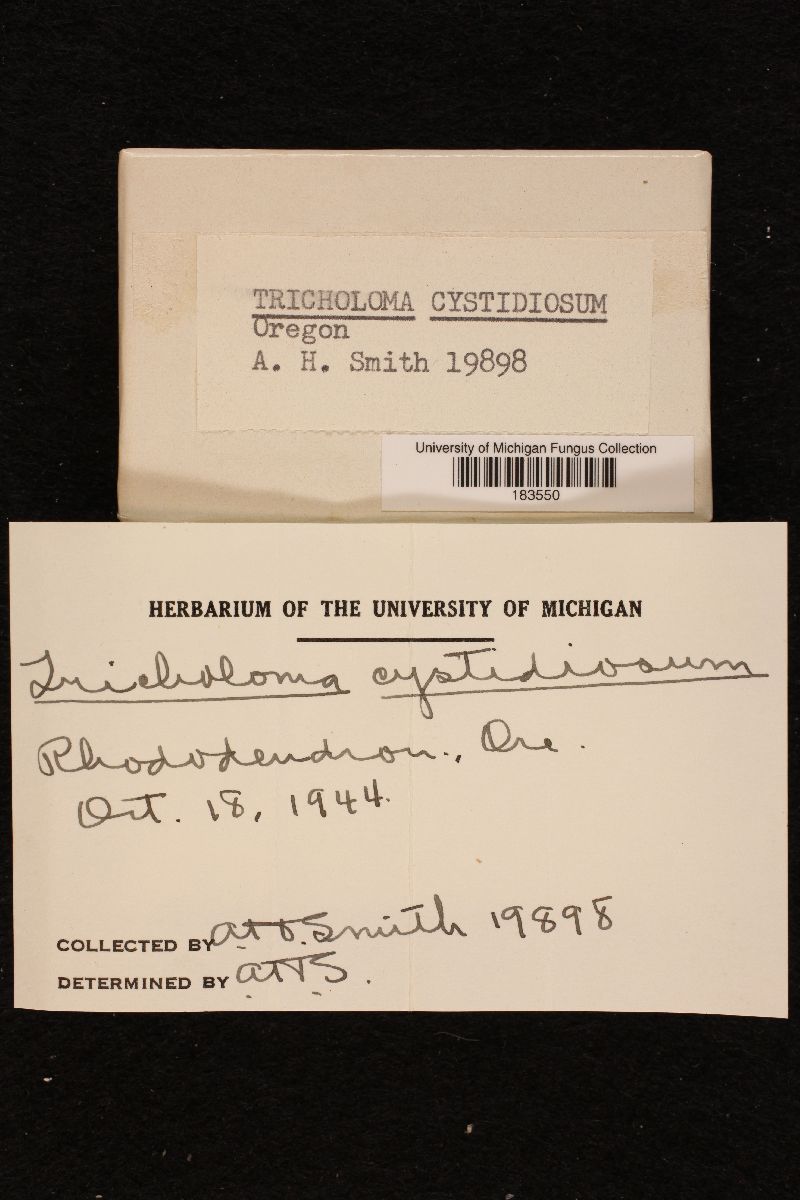 TRICHOLOMA CYSTIDIOSUM
Oregon
A. H. Smith 19898
University of Michigan Fungus Collection
183550
HERBARIUM OF THE UNIVERSITY OF MICHIGAN
Tricholoma cystidiosum
Rhododendron., Ore.
Oct. 18, 1944.
COLLECTED BY A H Smith 19898
DETERMINED BY AHS.